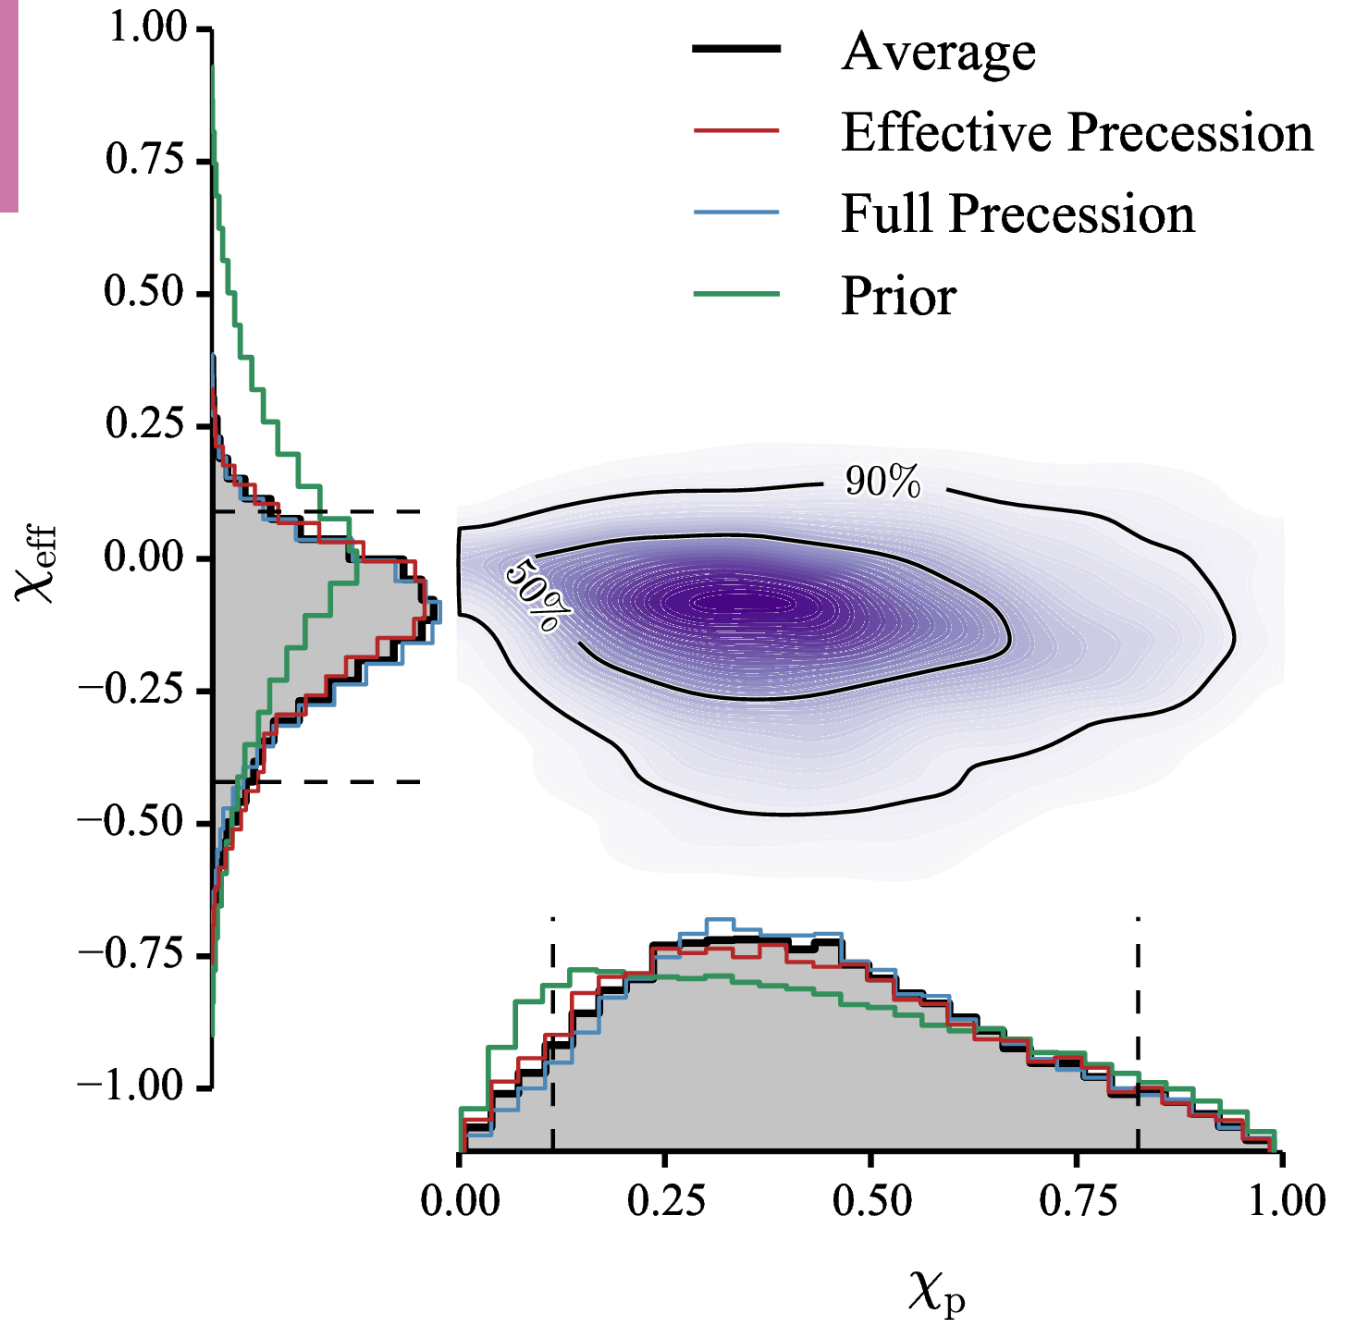 1.00
0.75
0.50
0.25
0.00
−0.25
−0.50
−0.75
−1.00
χeff
Average
Effective Precession
Full Precession
Prior
90%
50%
0.00 0.25 0.50 0.75 1.00
χp